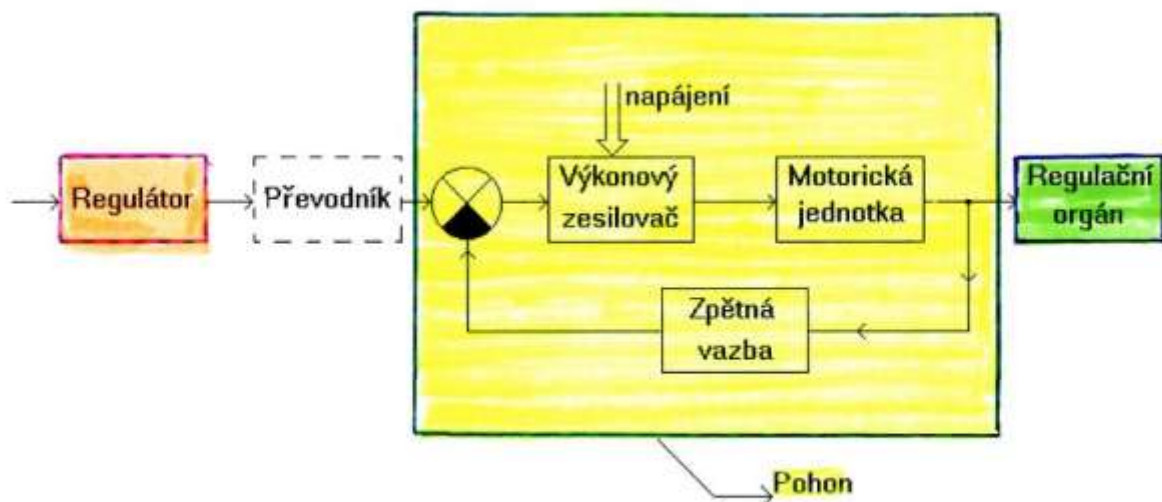 napájení
Regulátor
Převodník
Výkonový
zesilovač
Motorická
jednotka
Regulační
orgán
Zpětná
vazba
Pohon